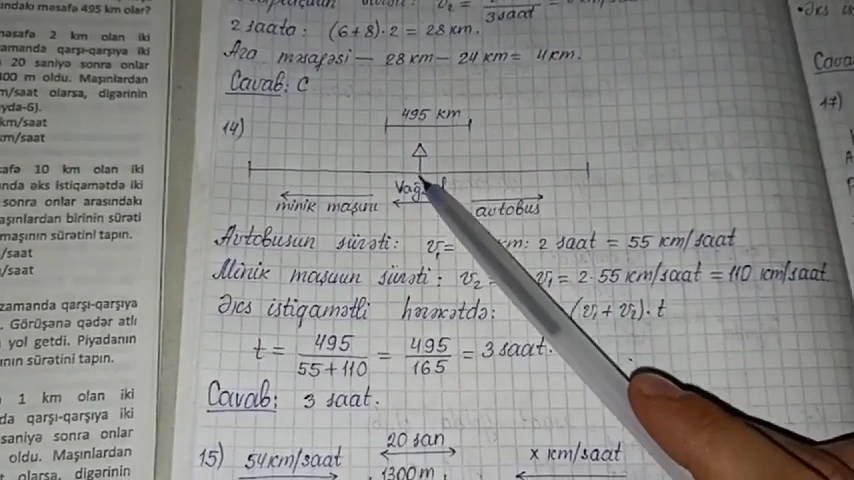 ndakı məsafə 495 km olar?
məsafə 2 km olan iki
zamanda qarşı-qarşıya iki
20 saniyə sonra onlar
00 m oldu. Maşınlardan
m/saat olarsa, digərinin
yda-6).
km/saat
km/saat
safə 10 km olan iki
nda əks istiqamətdə iki
sonra onlar arasındakı
aşınlardan birinin sürəti
maşının sürətini tapın.
/saat
/saat
zamanda qarşı-qarşıya
. Görüşənə qədər atlı
yol getdi. Piyadanın
nın sürətini tapın.
1 km olan iki
da qarşı-qarşıya iki
saniyə sonra onlar
oldu. Maşınlardan
olarsa, digərinin
3 saat
2 saata: (6+8)·2 = 28 km.
Ara məsafəsi — 28 km - 24 km = 4 km.
Cavab: C
14)
495 km
Vağzal
minik maşını
avtobus
Avtobusun sürəti: v₁= km: 2 saat = 55 km/saat
Minik maşının sürəti: v₂ = v₁ = 2·55 km/saat = 110 km/saat
Əks istiqamətli hərəkətdə: (v₁ + v₂)·t
t = 495/(55+110) = 495/165 = 3 saat.
Cavab: 3 saat.
15) 54 km/saat 20 san x km/saat
1300 m
Əks
Cava
17)